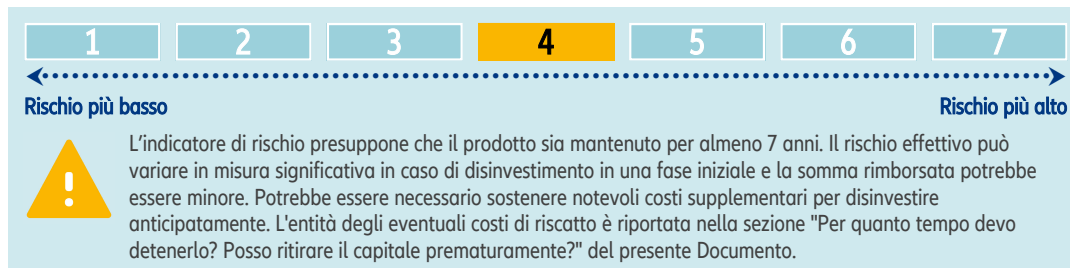 1 2 3 4 5 6 7
Rischio più basso Rischio più alto
L'indicatore di rischio presuppone che il prodotto sia mantenuto per almeno 7 anni. Il rischio effettivo può
variare in misura significativa in caso di disinvestimento in una fase iniziale e la somma rimborsata potrebbe
essere minore. Potrebbe essere necessario sostenere notevoli costi supplementari per disinvestire
anticipatamente. L'entità degli eventuali costi di riscatto è riportata nella sezione "Per quanto tempo devo
detenerlo? Posso ritirare il capitale prematuramente?" del presente Documento.